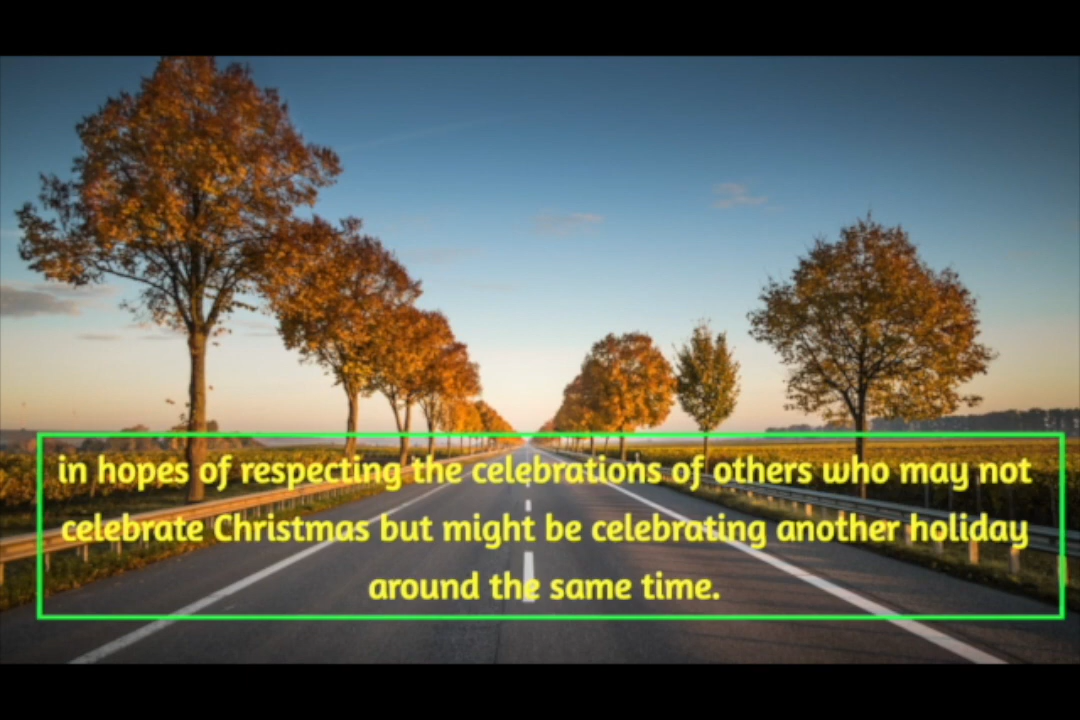 in hopes of respecting the celebrations of others who may not
celebrate Christmas but might be celebrating another holiday
around the same time.